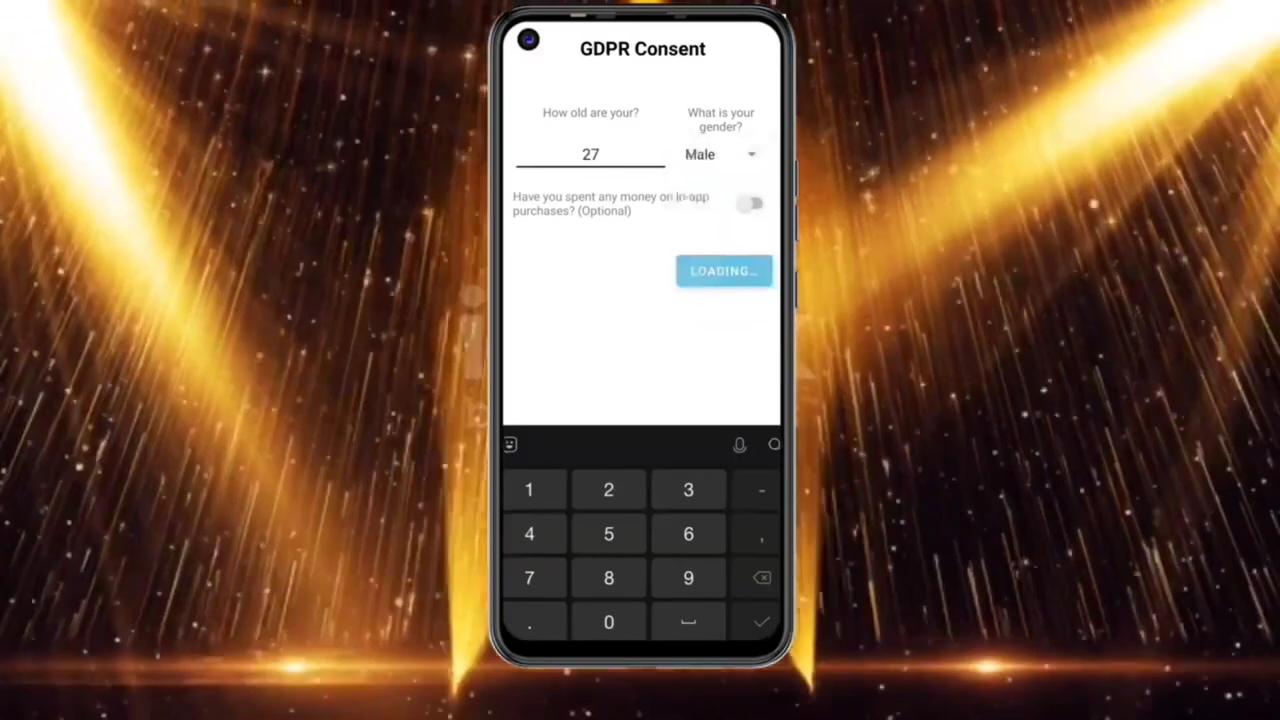 GDPR Consent
How old are your?
What is your
gender?
27
Male
Have you spent any money on in-app
purchases? (Optional)
LOADING...
1 2 3 -
4 5 6 ,
7 8 9
. 0